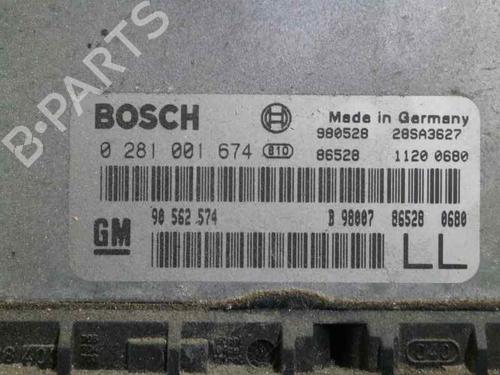 B-PARTS
BOSCH Made in Germany
980528 28SA3627
0 281 001 674 810 86528 1120 0680
90 562 574 B 98007 86528 0680
GM LL